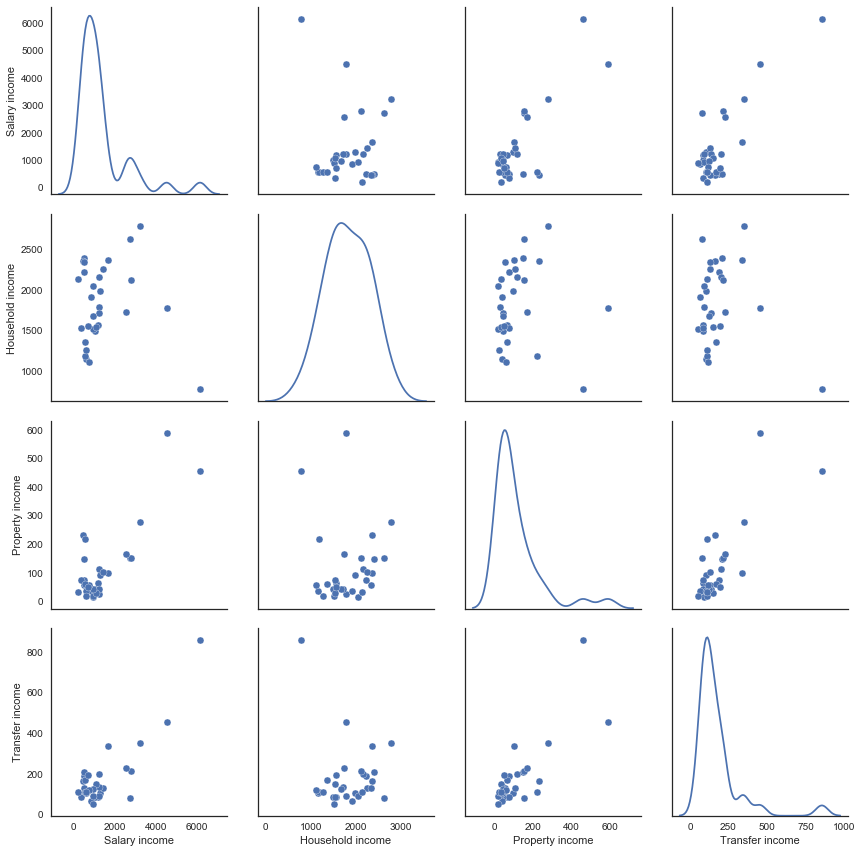 6000
5000
4000
3000
2000
1000
0
Salary income
2500
2000
1500
1000
Household income
600
500
400
300
200
100
0
Property income
800
600
400
200
0
Transfer income
0 2000 4000 6000
0 1000 2000 3000
0 200 400 600
0 250 500 750 1000
Salary income
Household income
Property income
Transfer income